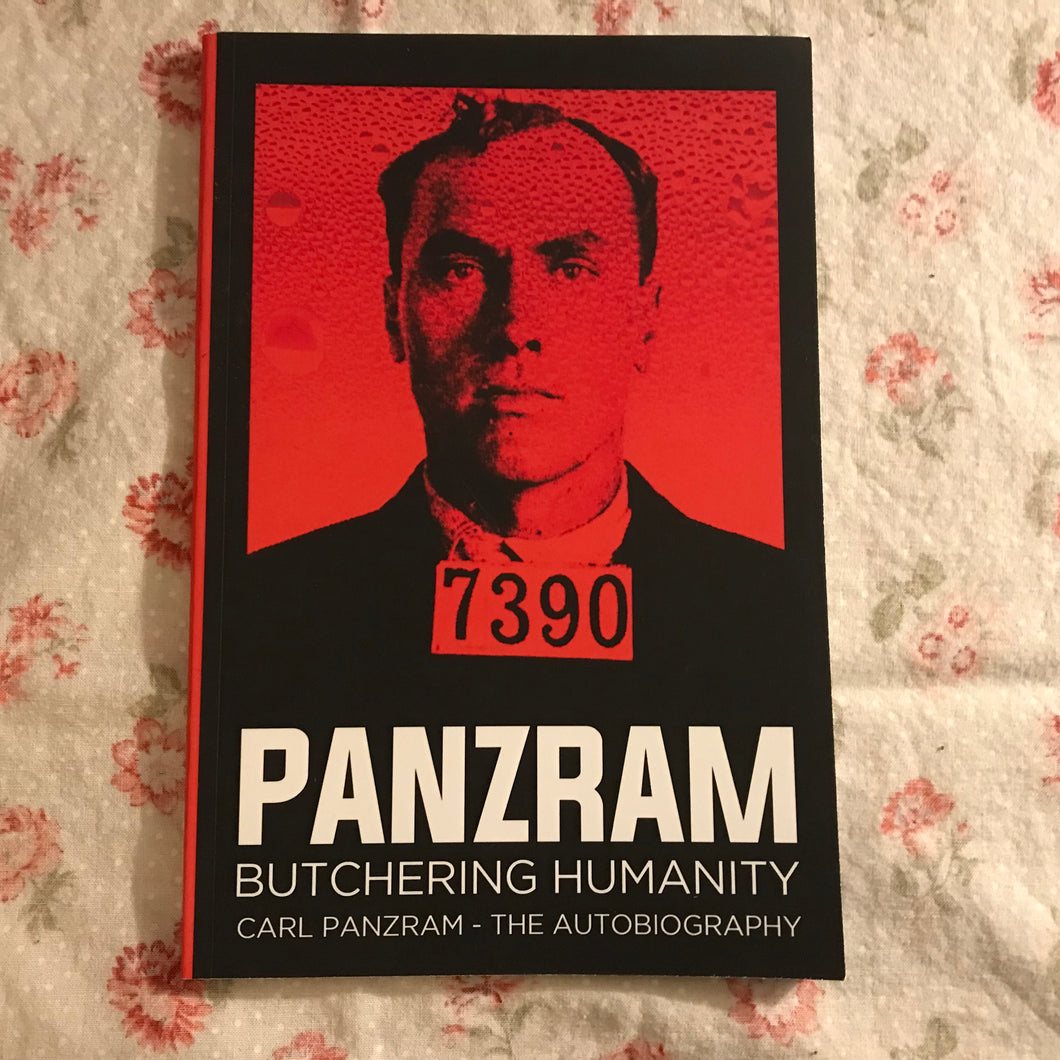 7390
PANZRAM
BUTCHERING HUMANITY
CARL PANZRAM - THE AUTOBIOGRAPHY